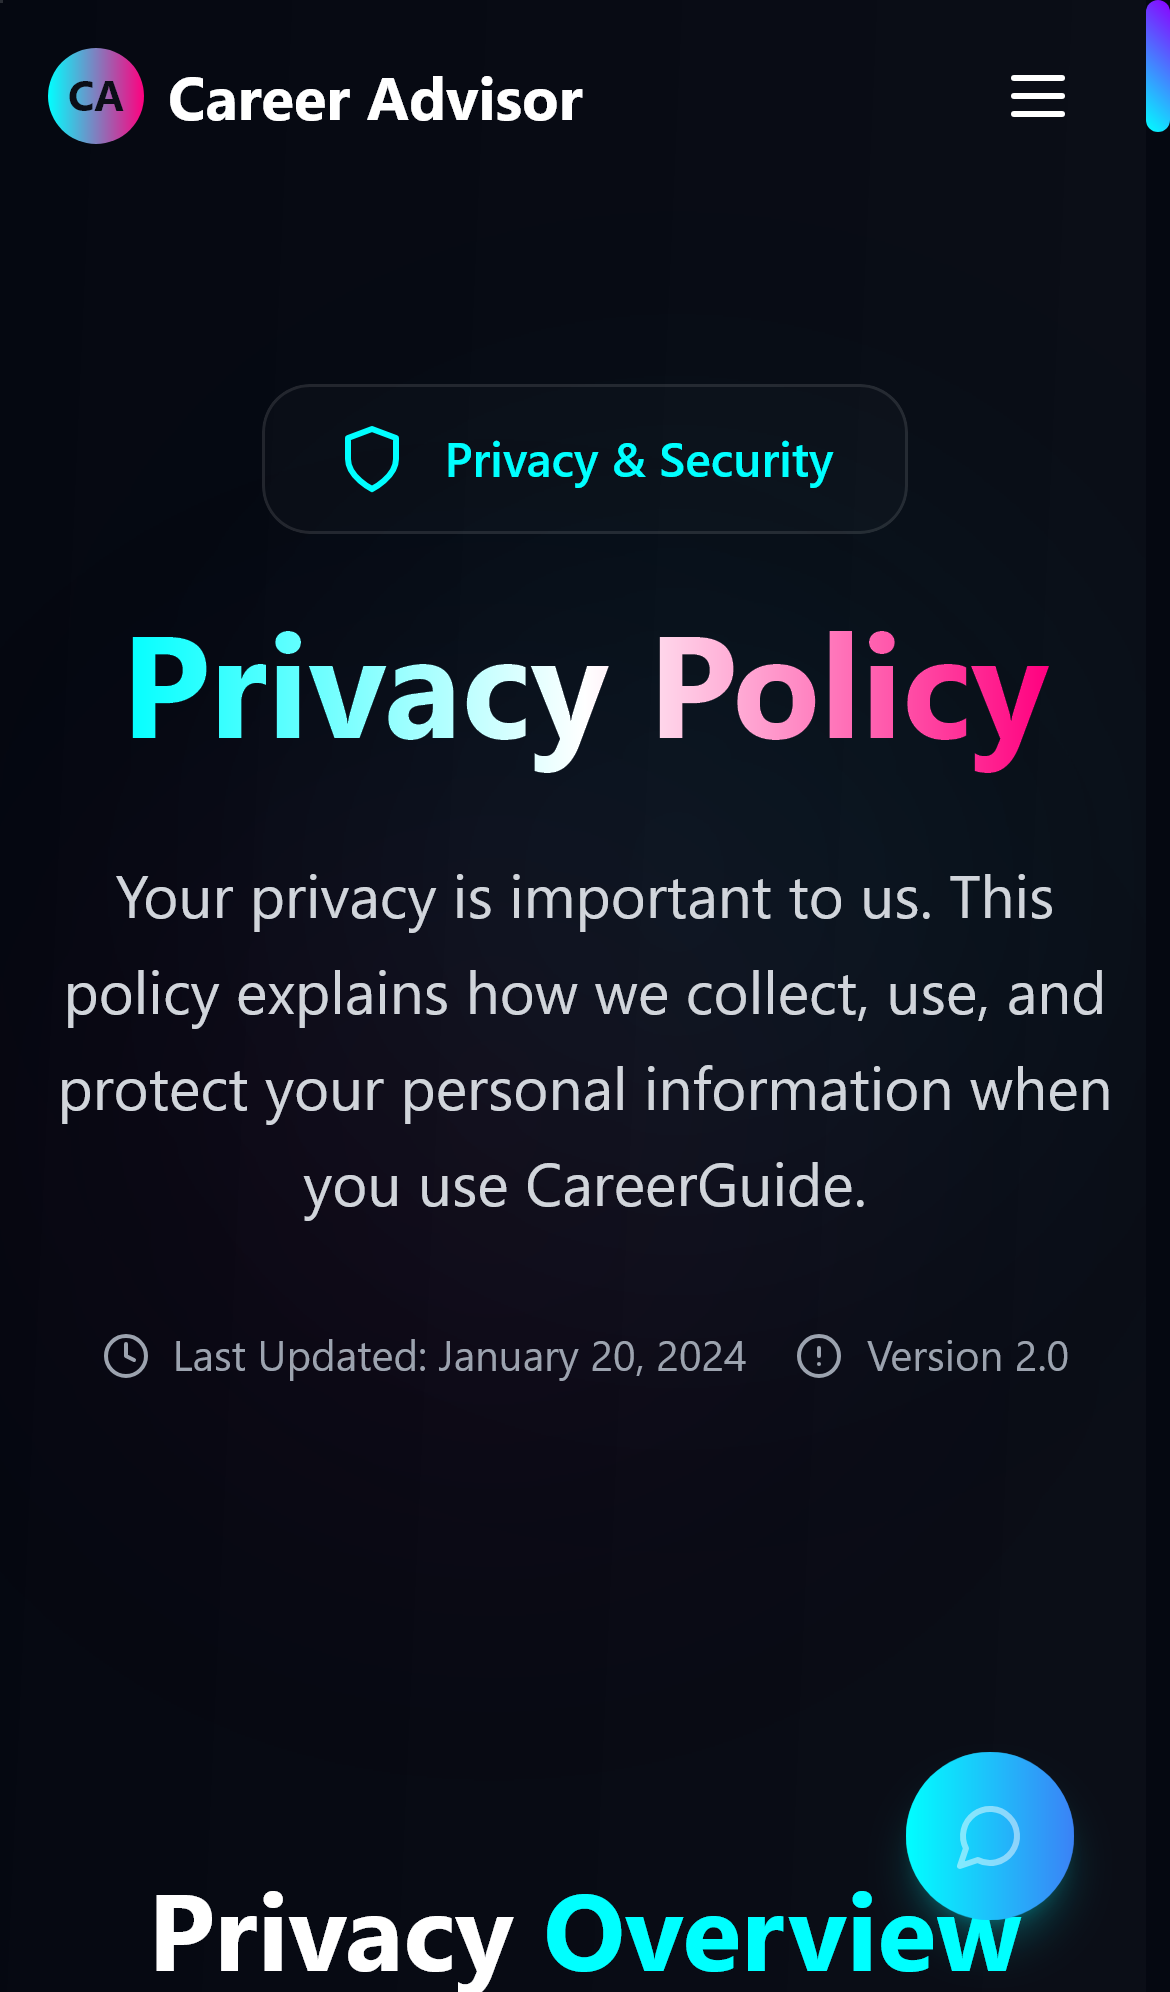 CA Career Advisor
Privacy & Security
Privacy Policy
Your privacy is important to us. This
policy explains how we collect, use, and
protect your personal information when
you use CareerGuide.
Last Updated: January 20, 2024 Version 2.0
Privacy Overview